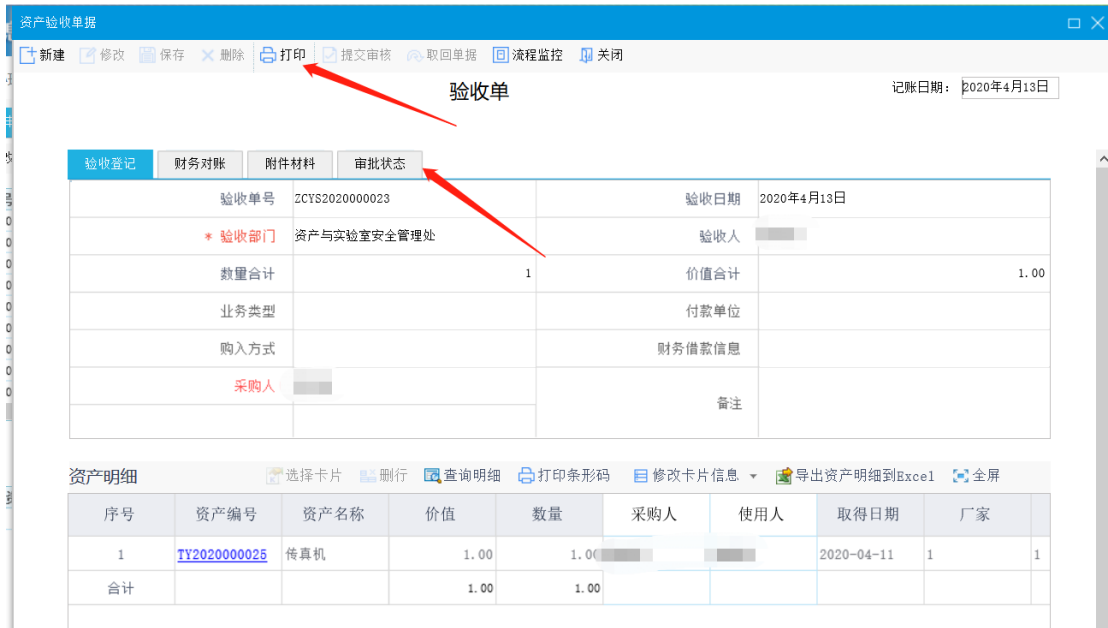 资产验收单据
新建 修改 保存 删除 打印 提交审核 取回单据 流程监控 关闭
验收单
记账日期： 2020年4月13日
验收登记 财务对账 附件材料 审批状态
验收单号 ZCYS2020000023 验收日期 2020年4月13日
* 验收部门 资产与实验室安全管理处 验收人
数量合计 1 价值合计 1.00
业务类型 付款单位
购入方式 财务借款信息
采购人 备注
资产明细 选择卡片 删行 查询明细 打印条形码 修改卡片信息 导出资产明细到Excel 全屏
序号 资产编号 资产名称 价值 数量 采购人 使用人 取得日期 厂家
1 TY2020000025 传真机 1.00 1.00 2020-04-11 1 1
合计 1.00 1.00